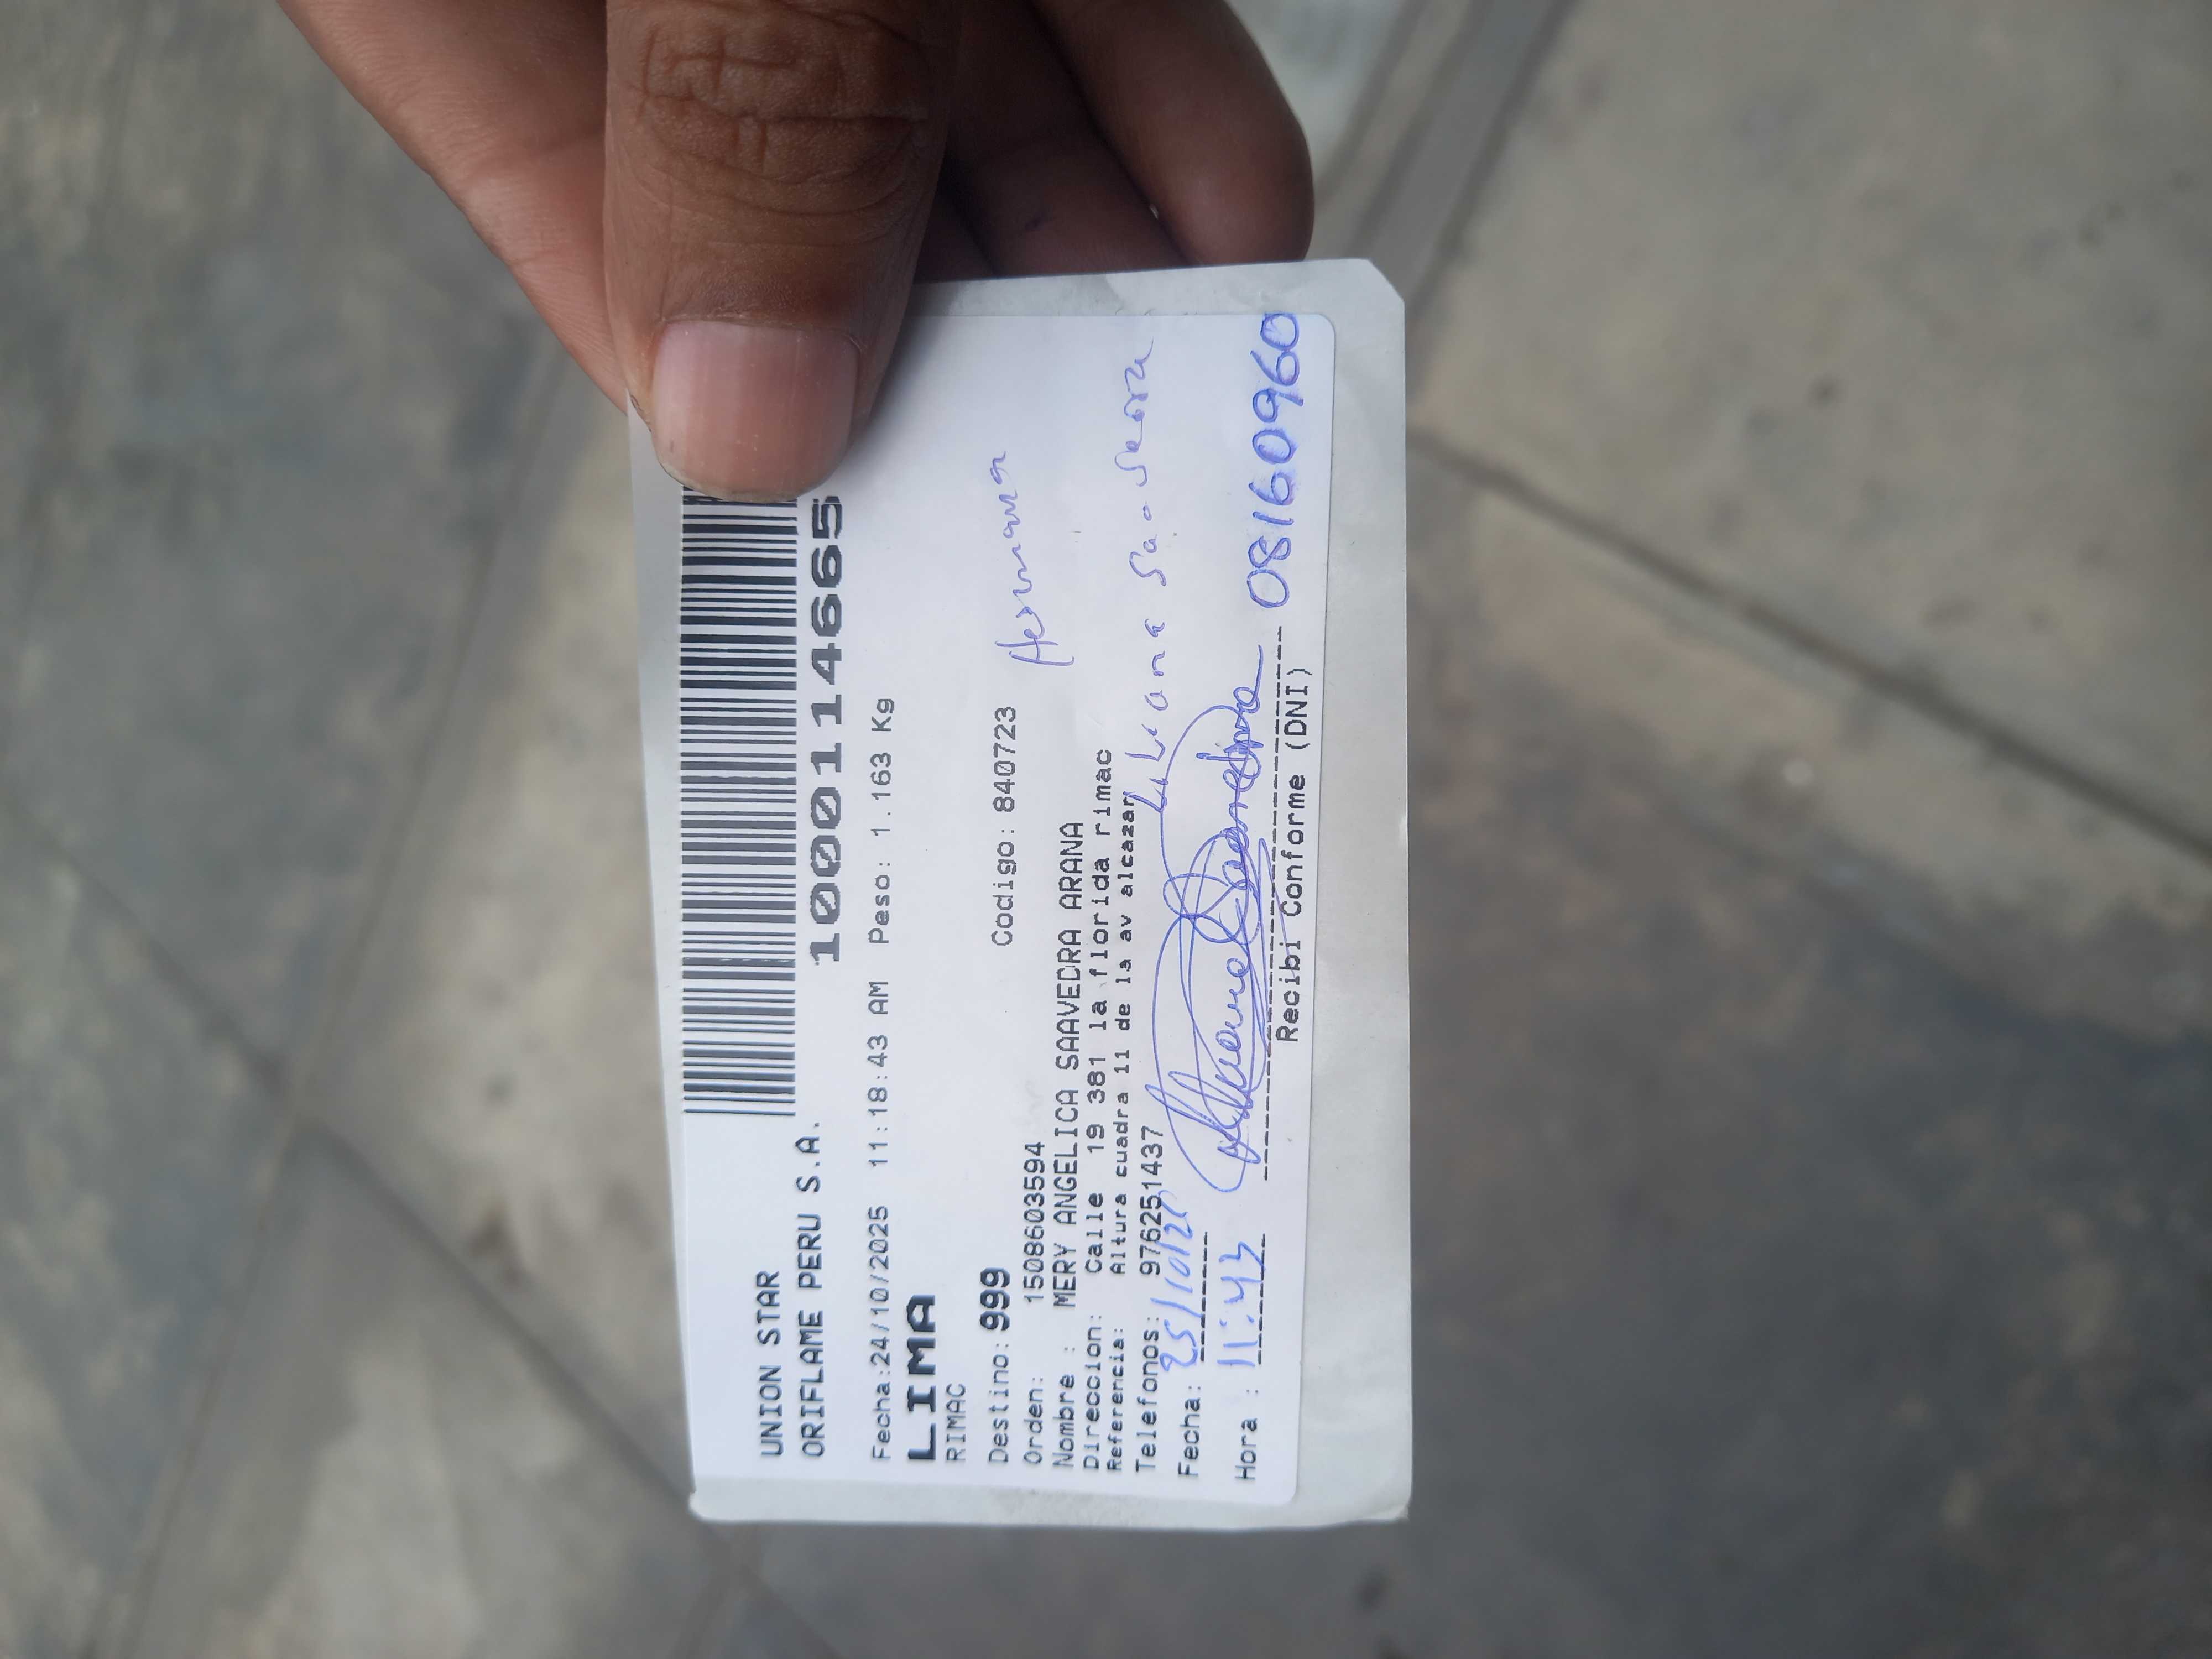 UNION STAR
ORIFLAME PERU S.A.
1000114665
Fecha:24/10/2025 11:18:43 AM Peso: 1.163 Kg
LIMA
RIMAC
Destino: 999 Codigo: 840723
Hermana
Orden: 1508603594
Nombre : MERY ANGELICA SAAVEDRA ARANA
Direccion: Calle 19 381 la florida rimac
Referencia: Altura cuadra 11 de la av alcazar
Telefonos: 976251437
Fecha: 25/10/25
Hora : 11:43
08160960
Recibi Conforme (DNI)